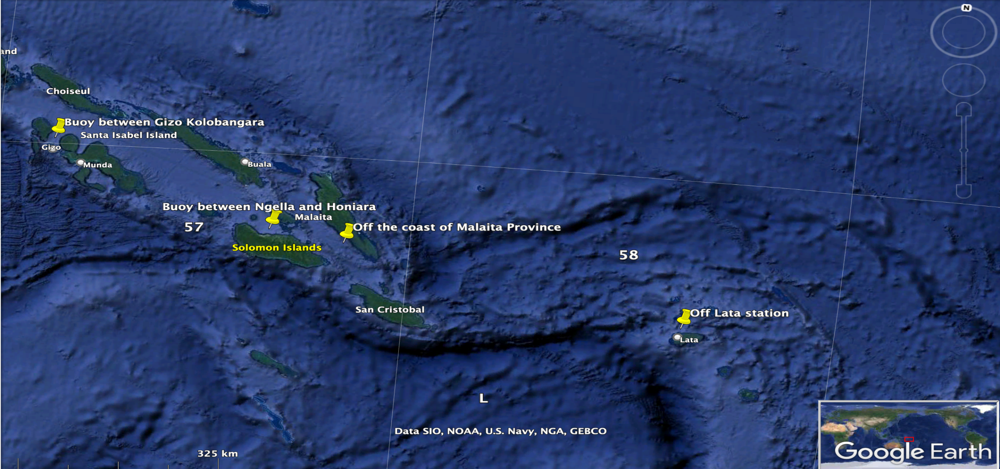 N
and
Choiseul
Buoy between Gizo Kolobangara
Santa Isabel Island
Gizo
Munda
Buala
Buoy between Ngella and Honiara
Malaita
57
Off the coast of Malaita Province
Solomon Islands
58
San Cristobal
Off Lata station
Lata
L
Data SIO, NOAA, U.S. Navy, NGA, GEBCO
325 km
Google Earth